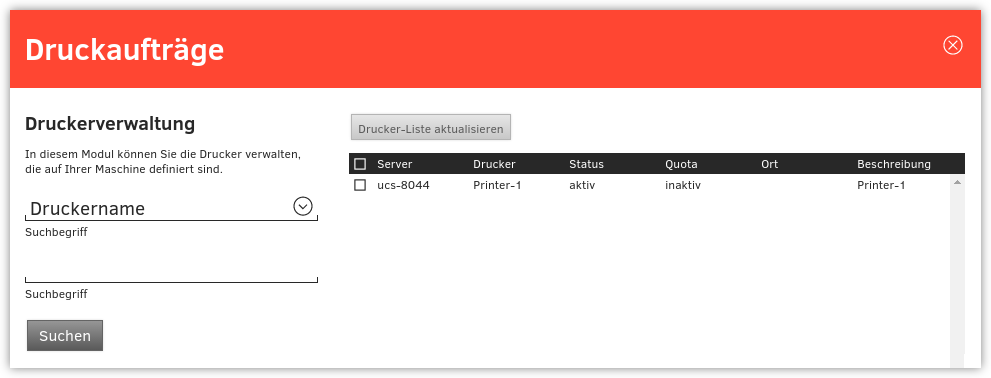 Druckaufträge
Druckerverwaltung
In diesem Modul können Sie die Drucker verwalten,
die auf Ihrer Maschine definiert sind.
Druckername
Suchbegriff
Suchbegriff
Suchen
Drucker-Liste aktualisieren
Server Drucker Status Quota Ort Beschreibung
ucs-8044 Printer-1 aktiv inaktiv Printer-1